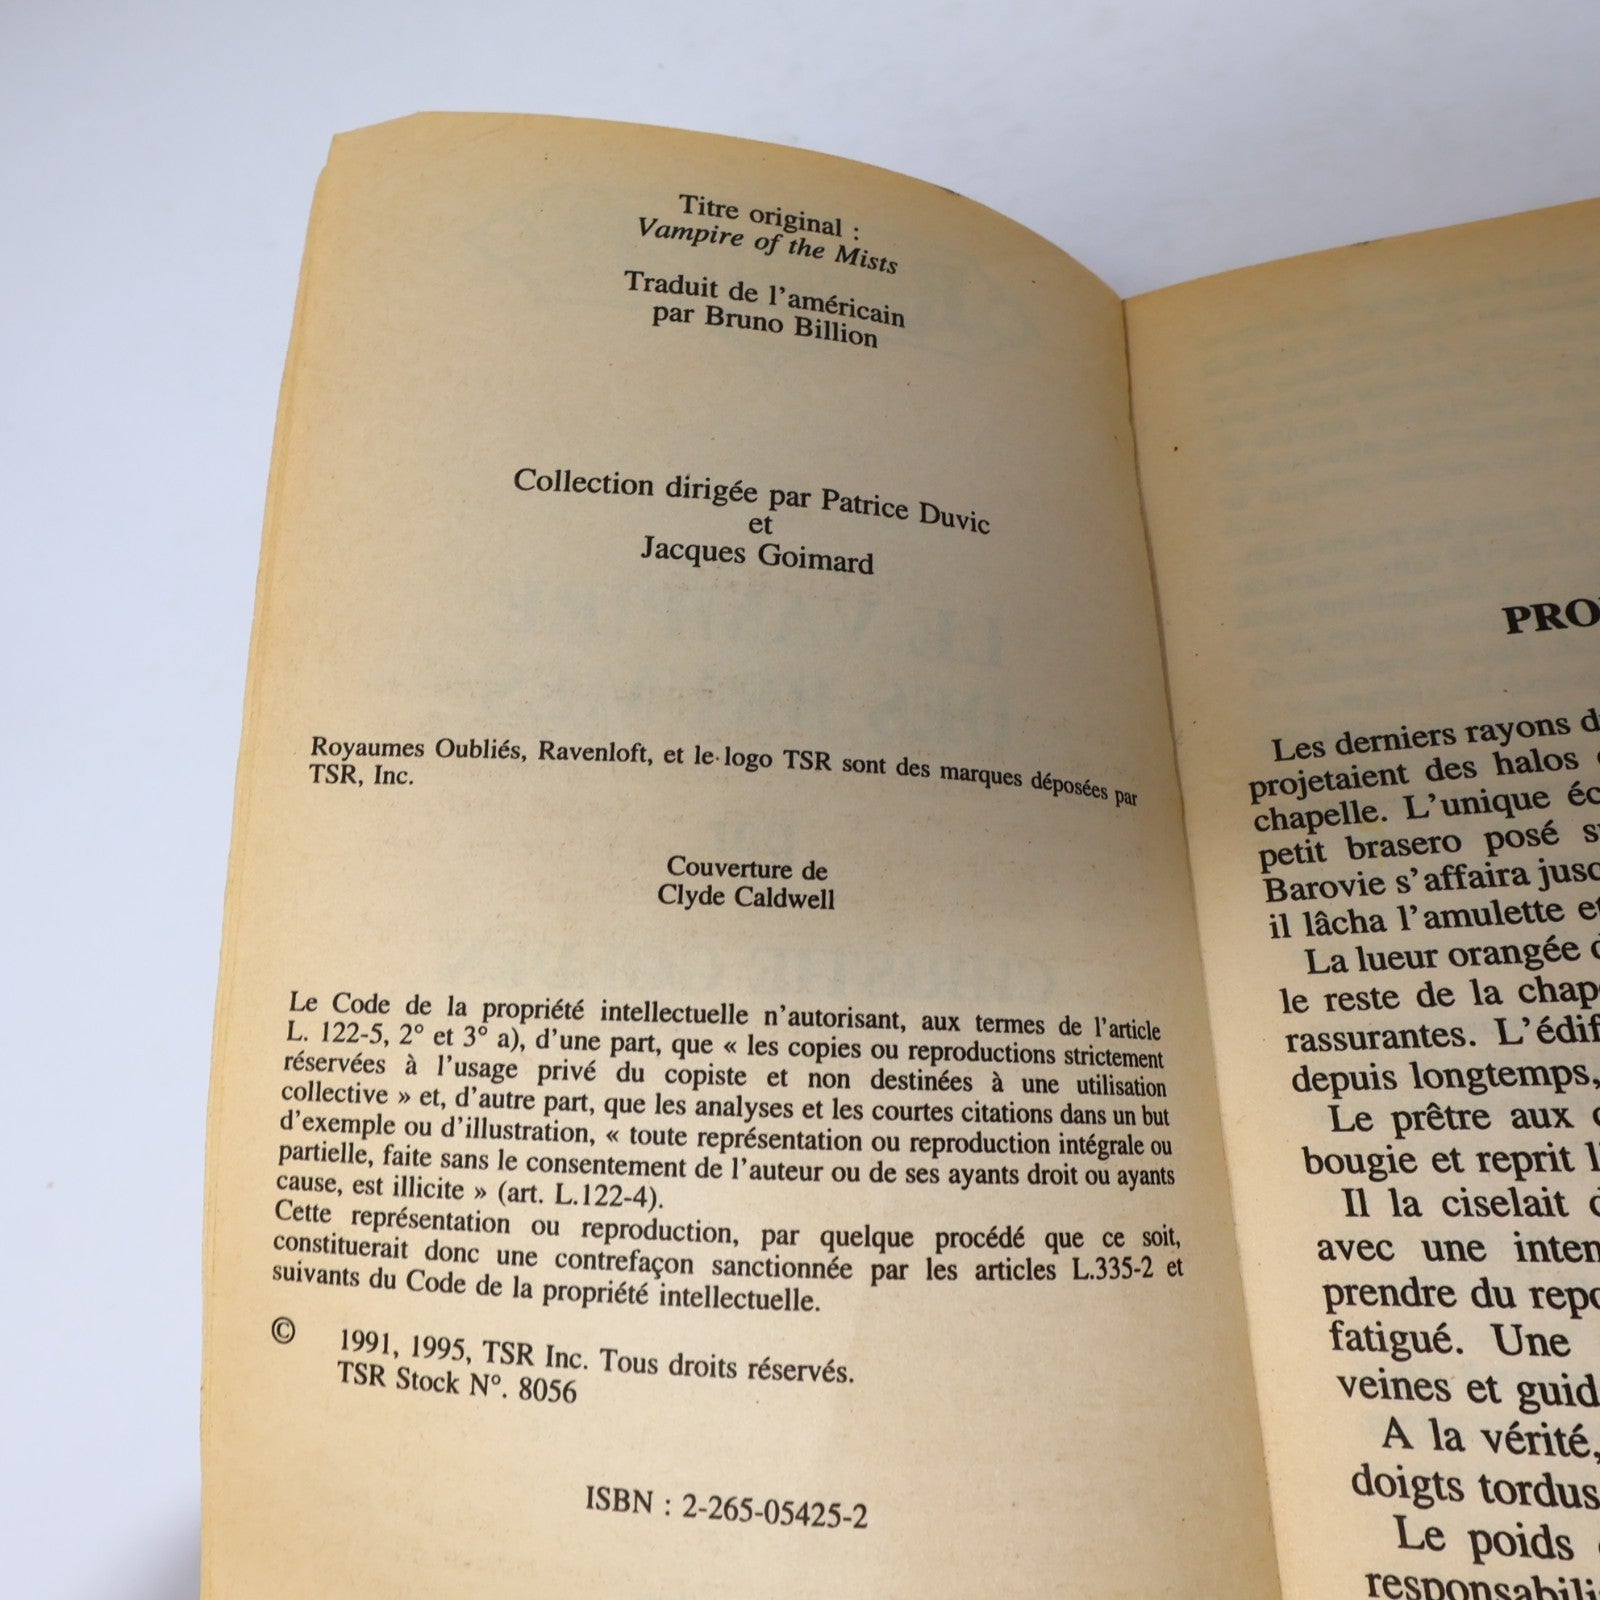 Titre original :
Vampire of the Mists
Traduit de l'américain
par Bruno Billion
Collection dirigée par Patrice Duvic
et
Jacques Goimard
Royaumes Oubliés, Ravenloft, et le logo TSR sont des marques déposées par
TSR, Inc.
Couverture de
Clyde Caldwell
Le Code de la propriété intellectuelle n'autorisant, aux termes de l'article
L. 122-5, 2° et 3° a), d'une part, que « les copies ou reproductions strictement
réservées à l'usage privé du copiste et non destinées à une utilisation
collective » et, d'autre part, que les analyses et les courtes citations dans un but
d'exemple ou d'illustration, « toute représentation ou reproduction intégrale ou
partielle, faite sans le consentement de l'auteur ou de ses ayants droit ou ayants
cause, est illicite » (art. L.122-4).
Cette représentation ou reproduction, par quelque procédé que ce soit,
constituerait donc une contrefaçon sanctionnée par les articles L.335-2 et
suivants du Code de la propriété intellectuelle.
© 1991, 1995, TSR Inc. Tous droits réservés.
TSR Stock N°. 8056
ISBN : 2-265-05425-2
PRO
Les derniers rayons d
projetaient des halos
chapelle. L'unique éc
petit brasero posé s
Barovie s'affaira jusc
il lâcha l'amulette et
La lueur orangée d
le reste de la chap
rassurantes. L'édif
depuis longtemps,
Le prêtre aux
bougie et reprit l
Il la ciselait d
avec une inten
prendre du repo
fatigué. Une
veines et guid
A la vérité,
doigts tordus
Le poids
responsabili